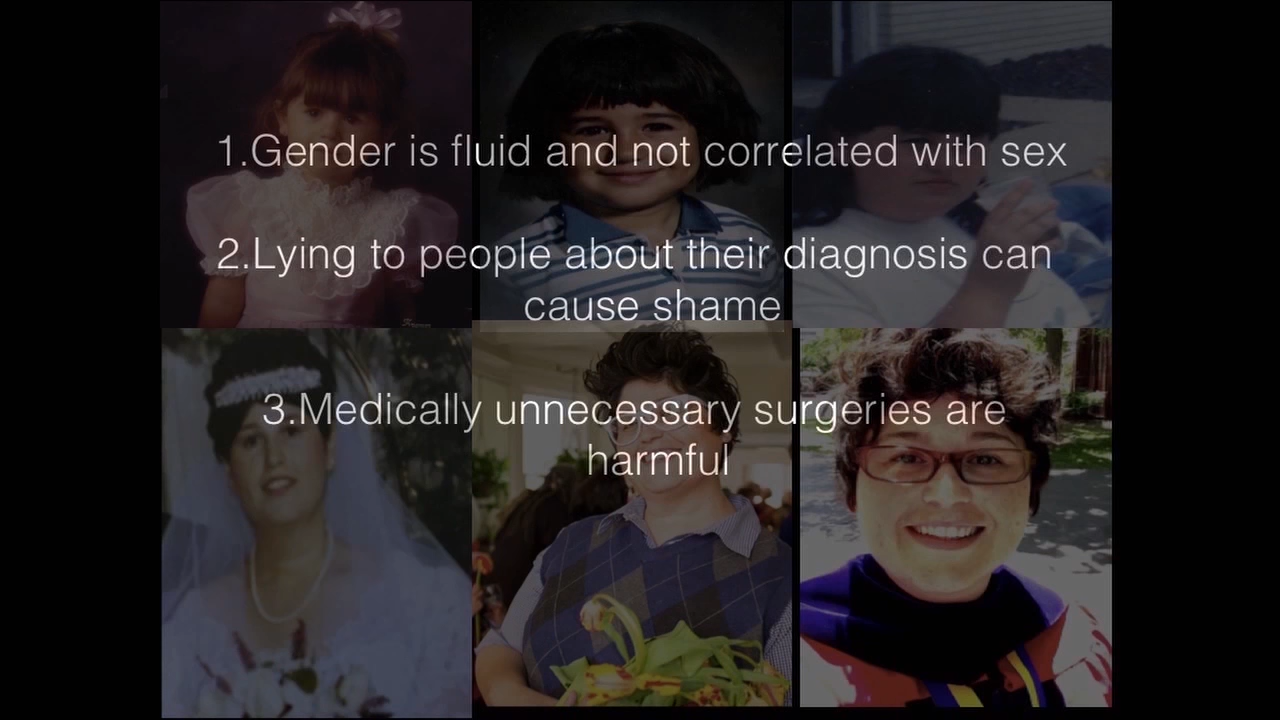 1.Gender is fluid and not correlated with sex
2.Lying to people about their diagnosis can
cause shame
3.Medically unnecessary surgeries are
harmful